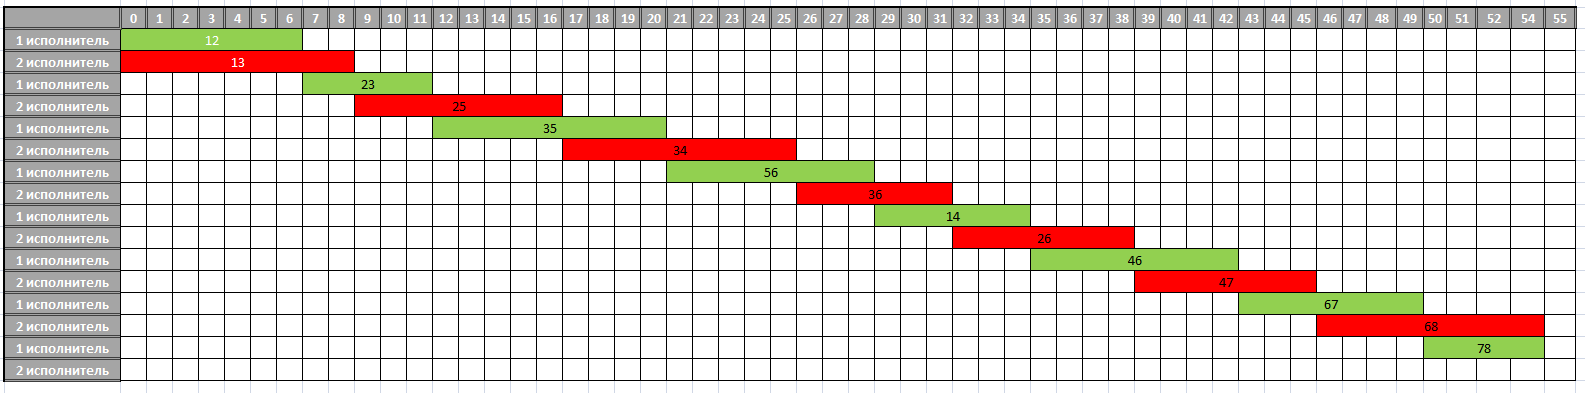 0 1 2 3 4 5 6 7 8 9 10 11 12 13 14 15 16 17 18 19 20 21 22 23 24 25 26 27 28 29 30 31 32 33 34 35 36 37 38 39 40 41 42 43 44 45 46 47 48 49 50 51 52 54 55
1 исполнитель 12
2 исполнитель 13
1 исполнитель 23
2 исполнитель 25
1 исполнитель 35
2 исполнитель 34
1 исполнитель 56
2 исполнитель 36
1 исполнитель 14
2 исполнитель 26
1 исполнитель 46
2 исполнитель 47
1 исполнитель 67
2 исполнитель 68
1 исполнитель 78
2 исполнитель